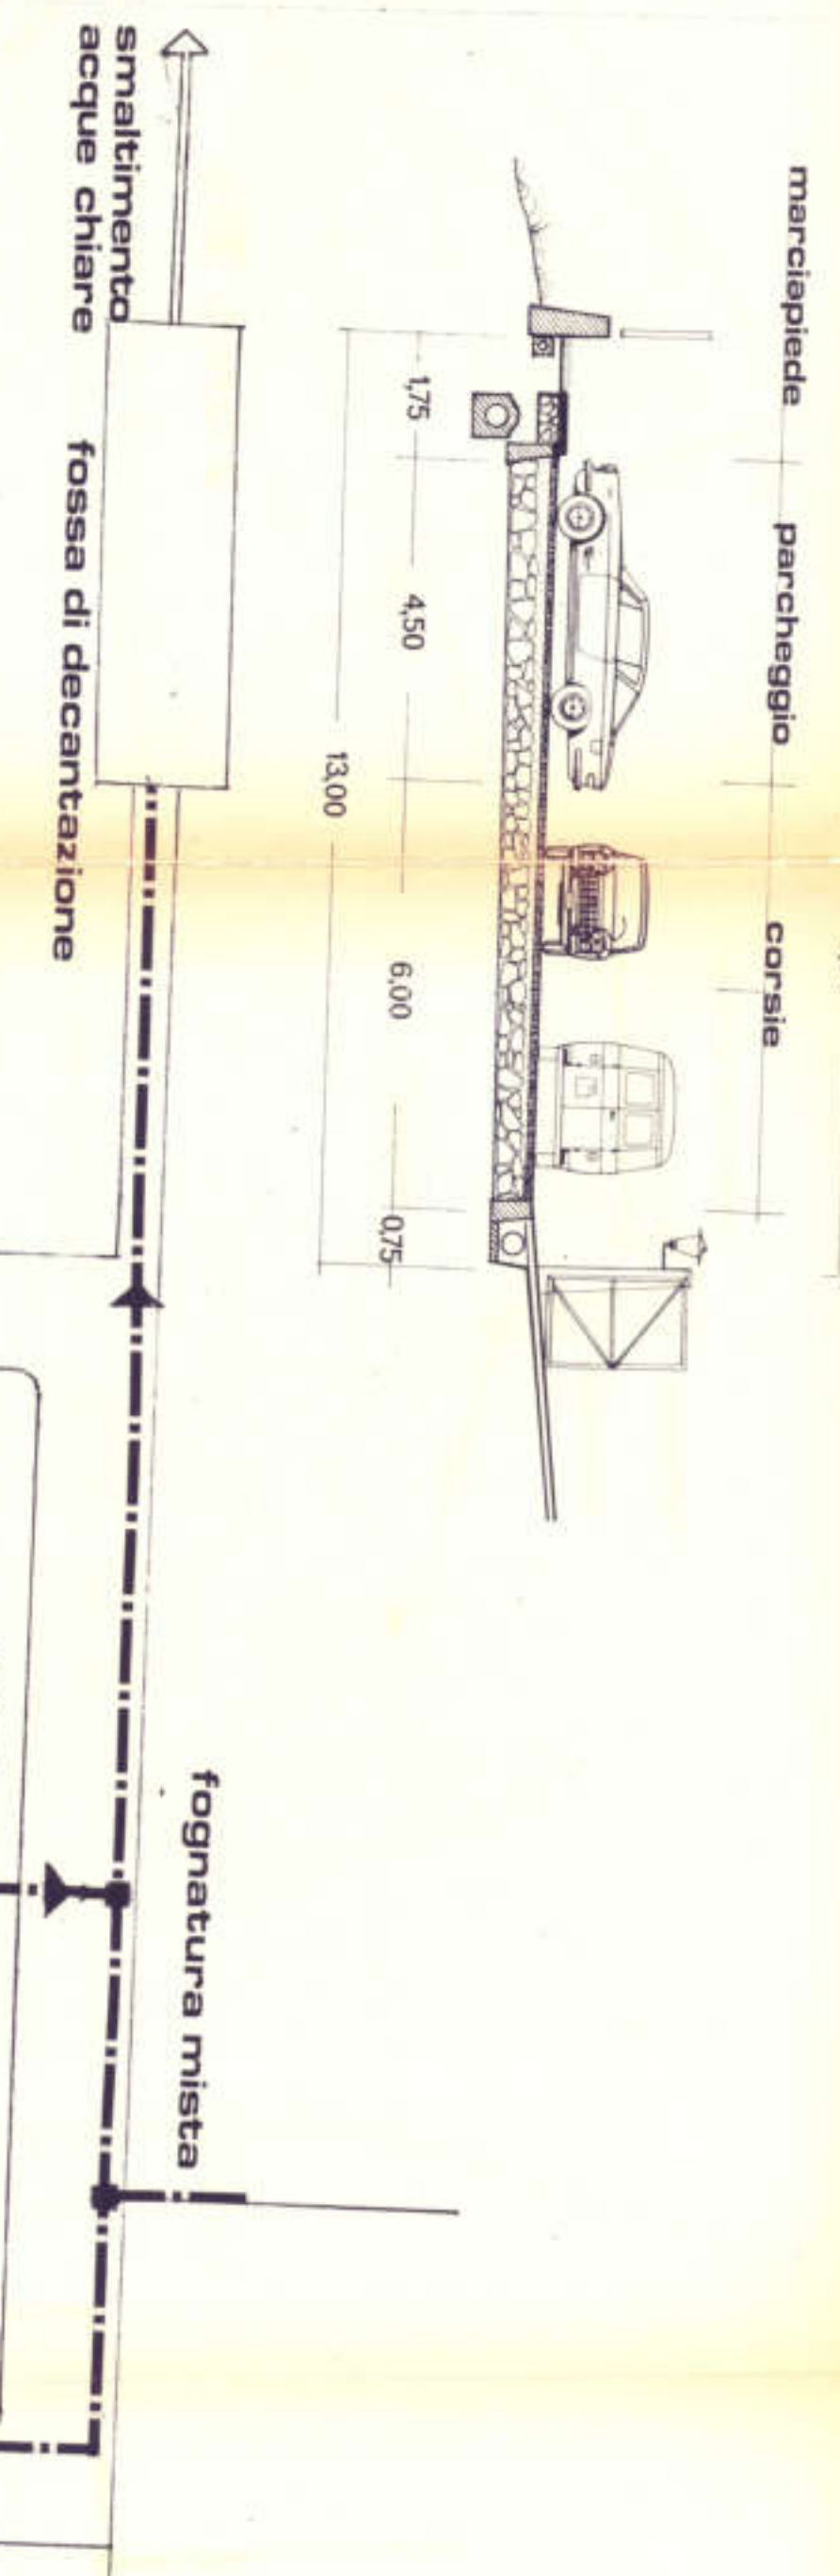 marciapiede
parcheggio
corsie
1,75
4,50
6,00
0,75
13,00
smaltimento
acque chiare
fossa di decantazione
fognatura mista